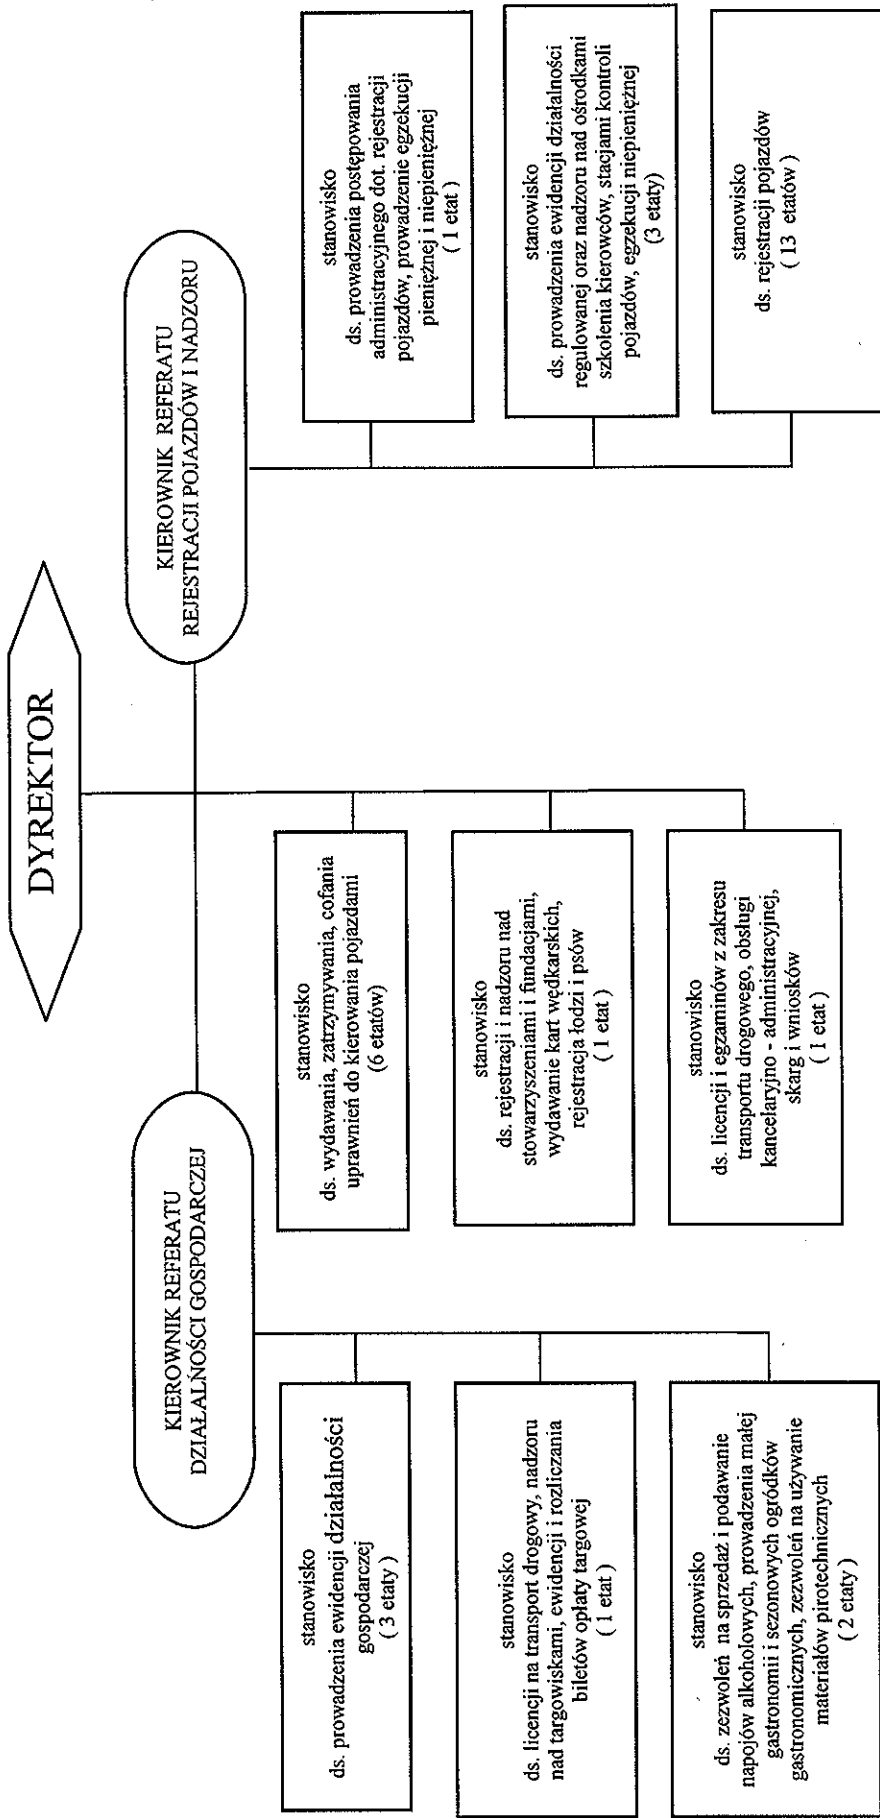 DYREKTOR
KIEROWNIK REFERATU
DZIAŁALŃOŚCI GOSPODARCZEJ
stanowisko
ds. prowadzenia ewidencji działalności
gospodarczej
( 3 etaty )
stanowisko
ds. licencji na transport drogowy, nadzoru
nad targowiskami, ewidencji i rozliczania
biletów opłaty targowej
( 1 etat )
stanowisko
ds. zezwoleń na sprzedaż i podawanie
napojów alkoholowych, prowadzenia małej
gastronomii i sezonowych ogródków
gastronomicznych, zezwoleń na używanie
materiałów pirotechnicznych
( 2 etaty )
stanowisko
ds. wydawania, zatrzymywania, cofania
uprawnień do kierowania pojazdami
(6 etatów)
stanowisko
ds. rejestracji i nadzoru nad
stowarzyszeniami i fundacjami,
wydawanie kart wędkarskich,
rejestracja łodzi i psów
( 1 etat )
stanowisko
ds. licencji i egzaminów z zakresu
transportu drogowego, obsługi
kancelaryjno - administracyjnej,
skarg i wniosków
( 1 etat )
KIEROWNIK REFERATU
REJESTRACJI POJAZDÓW I NADZORU
stanowisko
ds. prowadzenia postępowania
administracyjnego dot. rejestracji
pojazdów, prowadzenie egzekucji
pieniężnej i niepieniężnej
( 1 etat )
stanowisko
ds. prowadzenia ewidencji działalności
regulowanej oraz nadzoru nad ośrodkami
szkolenia kierowców, stacjami kontroli
pojazdów, egzekucji niepieniężnej
(3 etaty)
stanowisko
ds. rejestracji pojazdów
( 13 etatów )